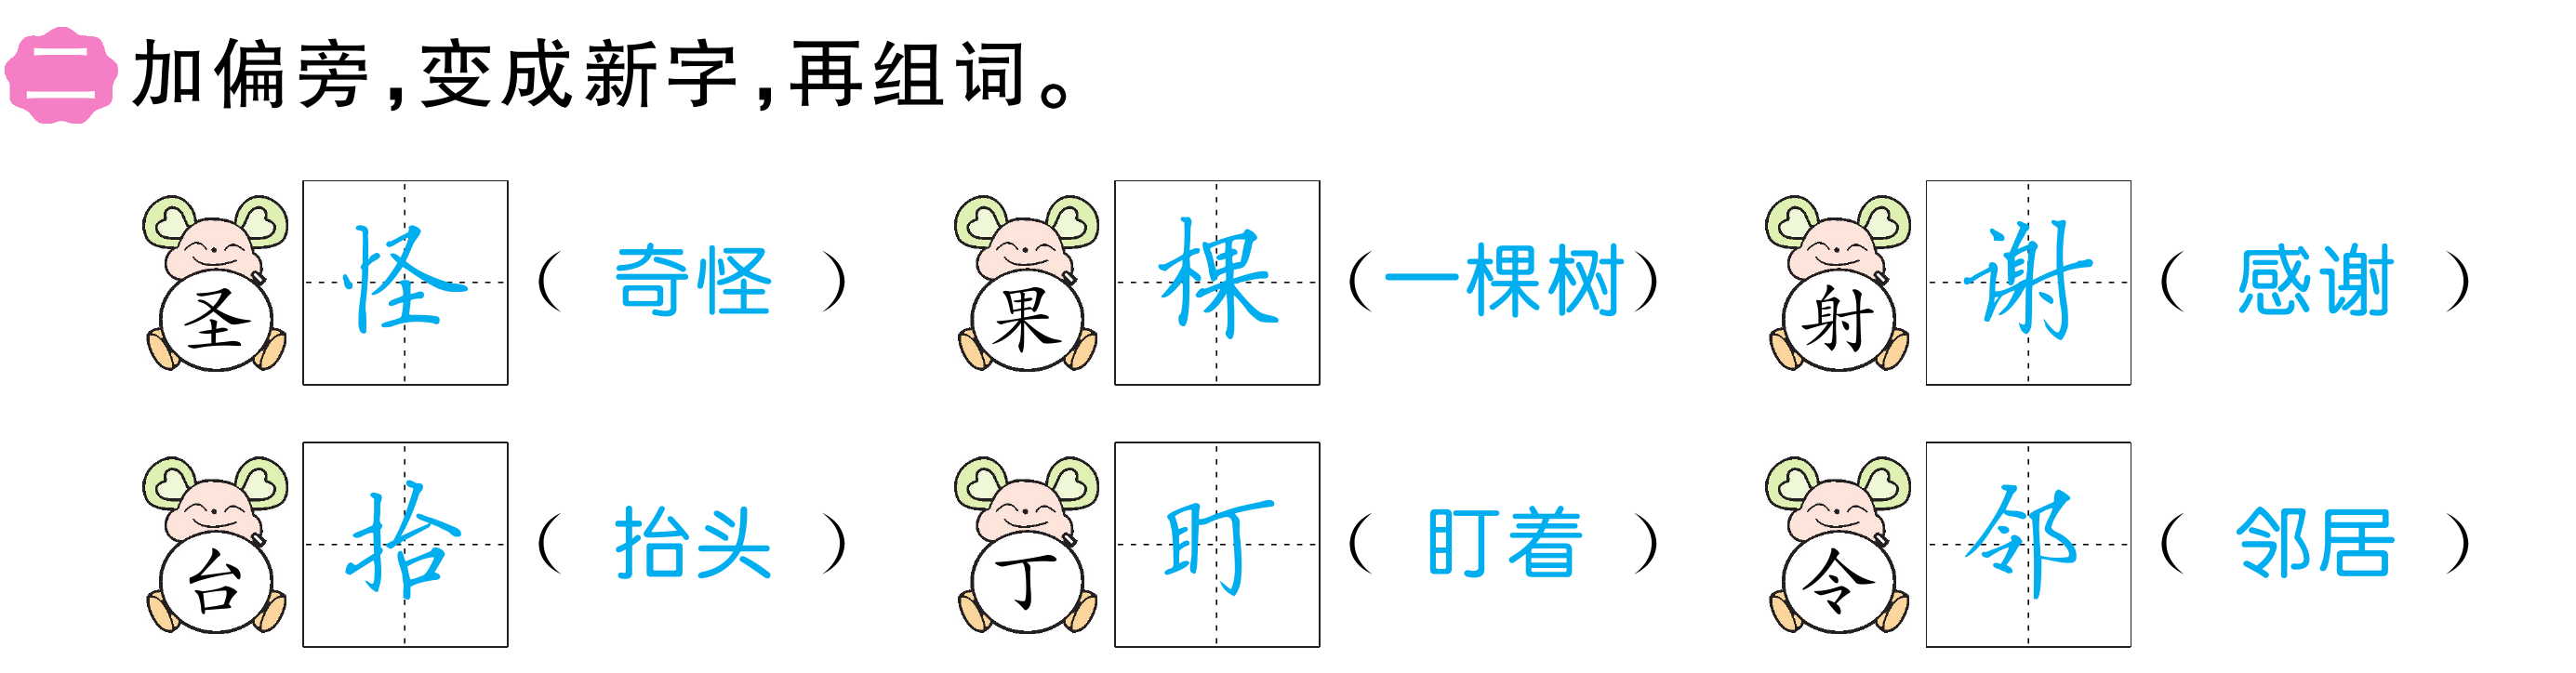 二 加偏旁，变成新字，再组词。
圣 怪（奇怪） 果 棵（一棵树） 射 谢（感谢）
台 抬（抬头） 丁 盯（盯着） 令 邻（邻居）